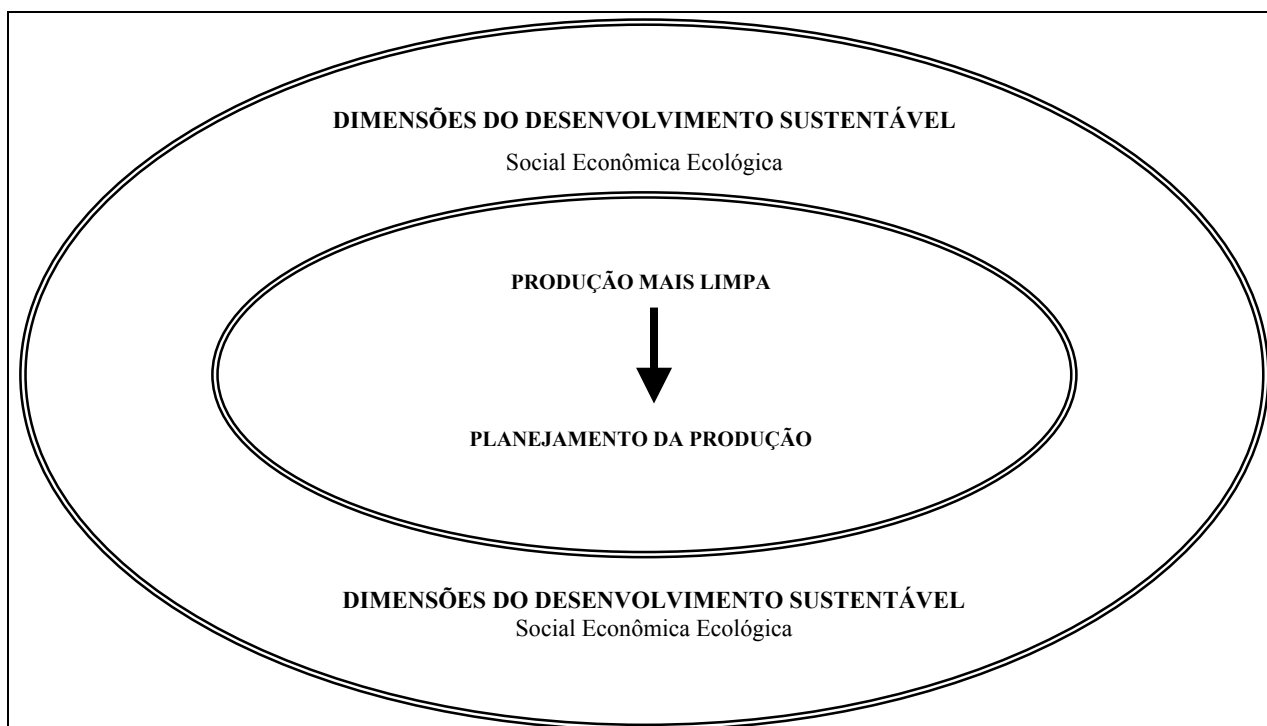 DIMENSÕES DO DESENVOLVIMENTO SUSTENTÁVEL
Social Econômica Ecológica
PRODUÇÃO MAIS LIMPA
PLANEJAMENTO DA PRODUÇÃO
DIMENSÕES DO DESENVOLVIMENTO SUSTENTÁVEL
Social Econômica Ecológica